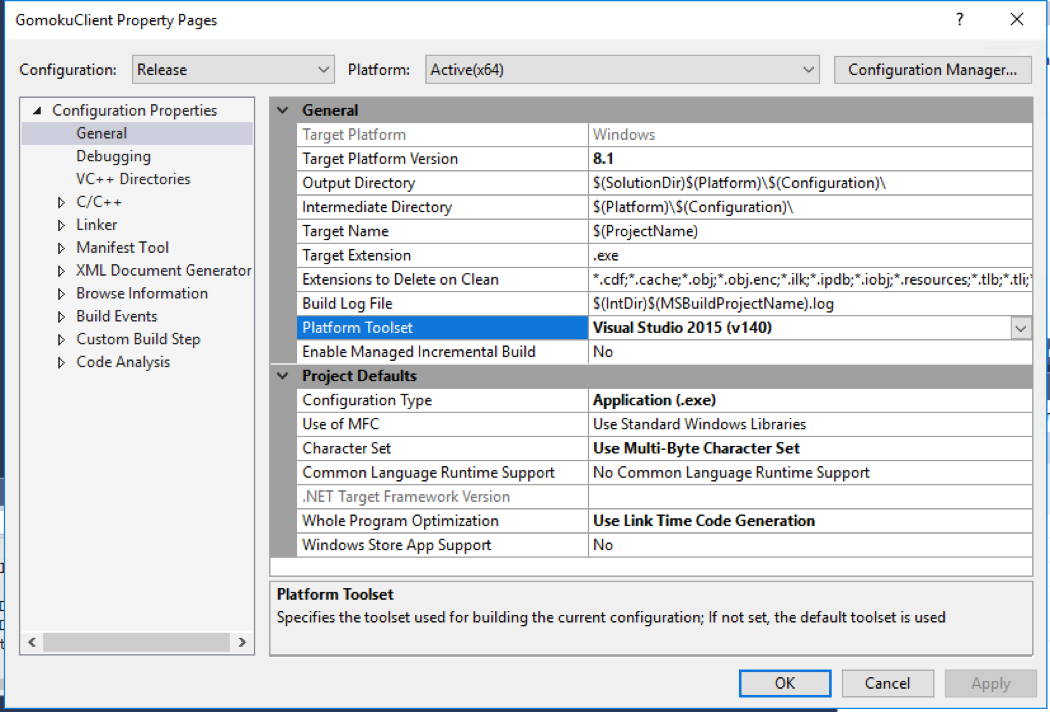 GomokuClient Property Pages
Configuration: Release Platform: Active(x64) Configuration Manager...
Configuration Properties
General
Debugging
VC++ Directories
C/C++
Linker
Manifest Tool
XML Document Generator
Browse Information
Build Events
Custom Build Step
Code Analysis
General
Target Platform Windows
Target Platform Version 8.1
Output Directory $(SolutionDir)$(Platform)\$(Configuration)\
Intermediate Directory $(Platform)\$(Configuration)\
Target Name $(ProjectName)
Target Extension .exe
Extensions to Delete on Clean *.cdf;*.cache;*.obj;*.obj.enc;*.ilk;*.ipdb;*.iobj;*.resources;*.tlb;*.tli;*
Build Log File $(IntDir)$(MSBuildProjectName).log
Platform Toolset Visual Studio 2015 (v140)
Enable Managed Incremental Build No
Project Defaults
Configuration Type Application (.exe)
Use of MFC Use Standard Windows Libraries
Character Set Use Multi-Byte Character Set
Common Language Runtime Support No Common Language Runtime Support
.NET Target Framework Version
Whole Program Optimization Use Link Time Code Generation
Windows Store App Support No
Platform Toolset
Specifies the toolset used for building the current configuration; If not set, the default toolset is used
OK Cancel Apply